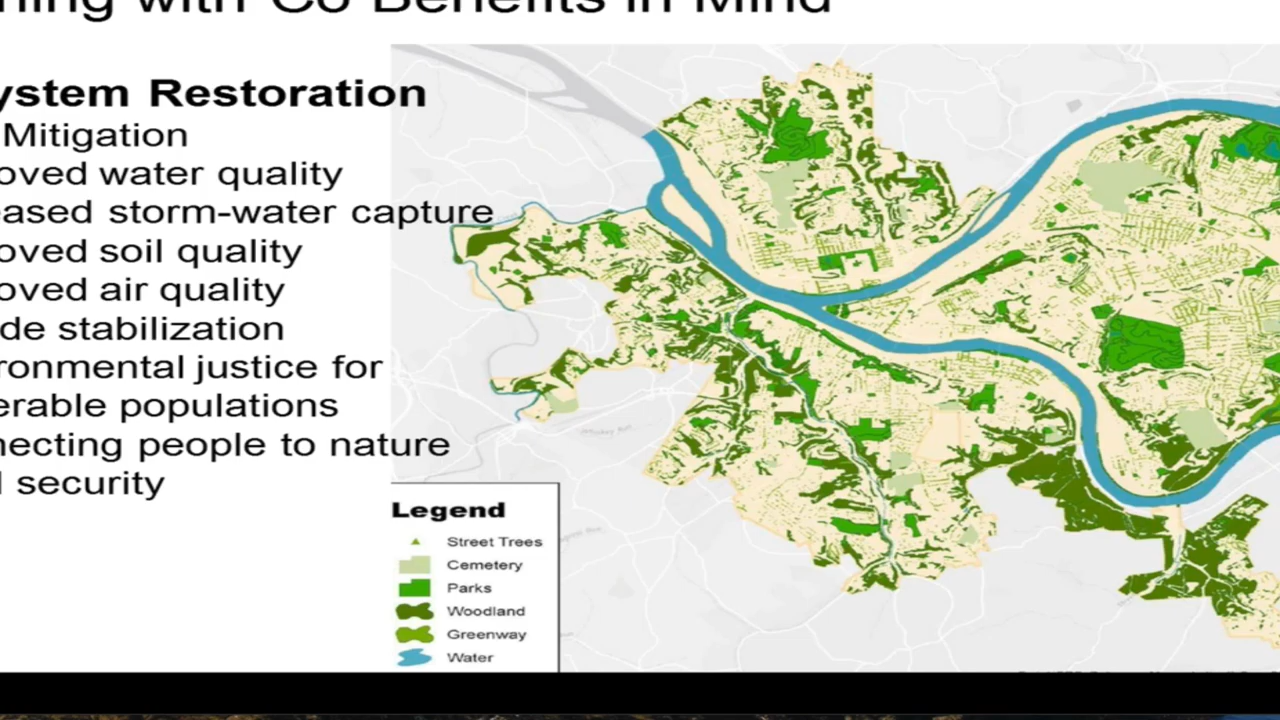 ning with Co Benefits in Mind
ystem Restoration
Mitigation
oved water quality
eased storm-water capture
oved soil quality
oved air quality
de stabilization
ronmental justice for
erable populations
necting people to nature
security
Legend
Street Trees
Cemetery
Parks
Woodland
Greenway
Water